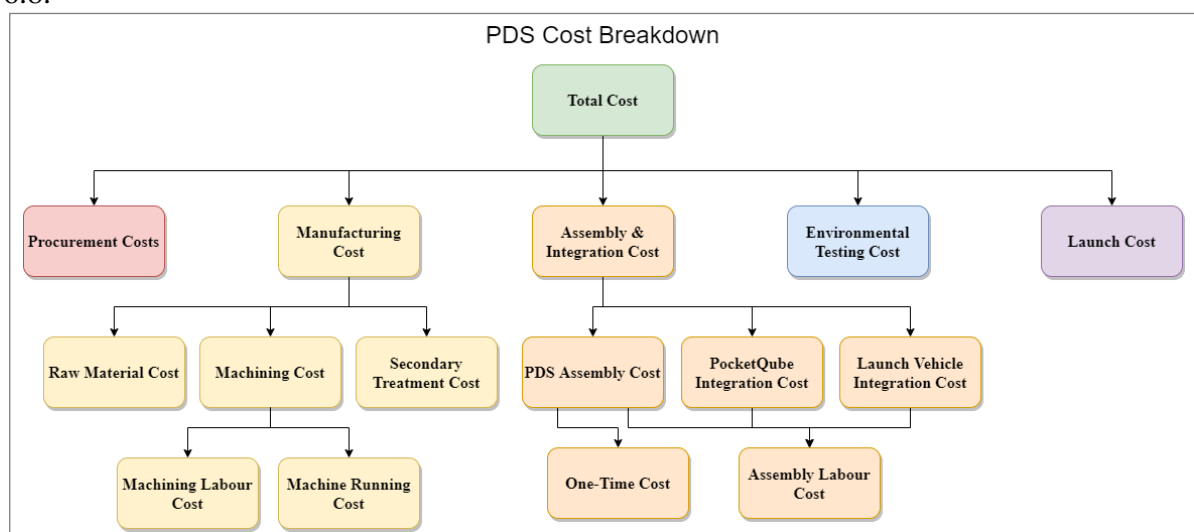 PDS Cost Breakdown
Total Cost
Procurement Costs
Manufacturing
Cost
Assembly &
Integration Cost
Environmental
Testing Cost
Launch Cost
Raw Material Cost
Machining Cost
Secondary
Treatment Cost
PDS Assembly Cost
PocketQube
Integration Cost
Launch Vehicle
Integration Cost
Machining Labour
Cost
Machine Running
Cost
One-Time Cost
Assembly Labour
Cost